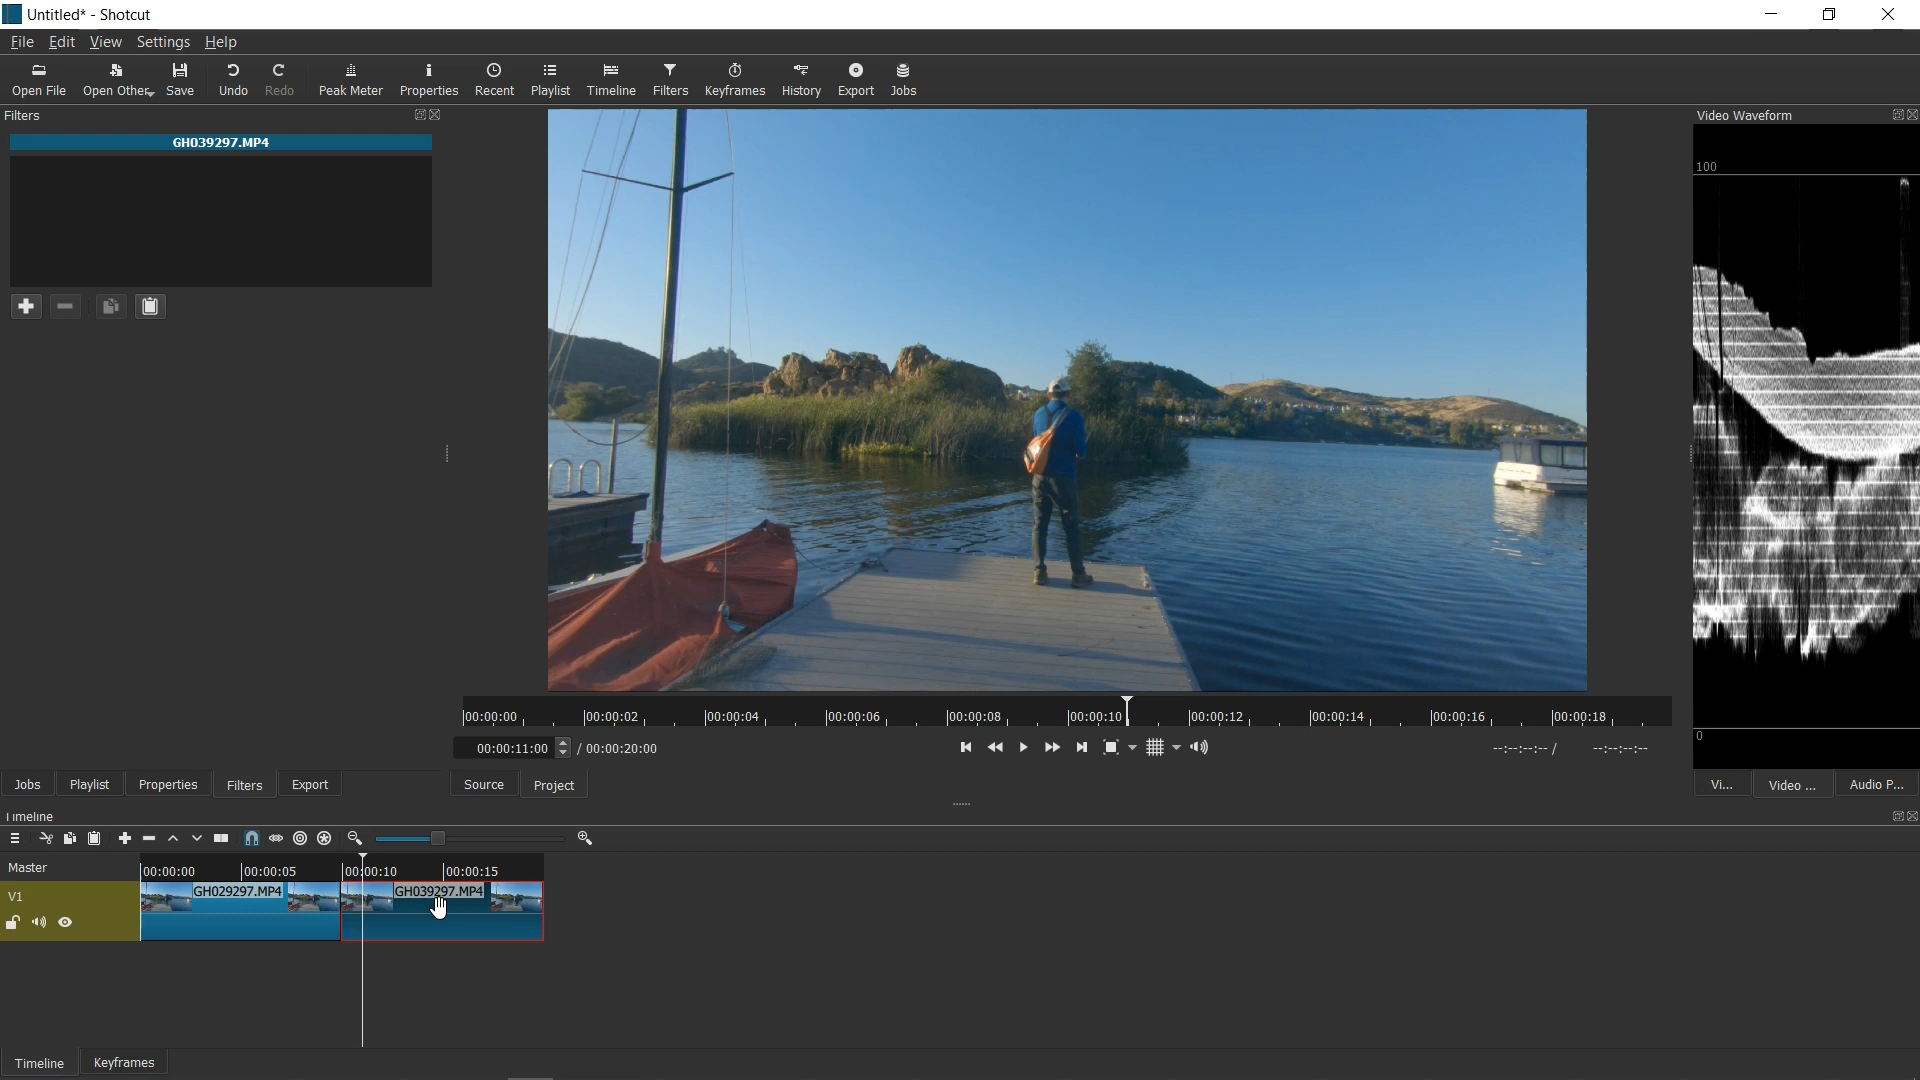 Untitled* - Shotcut
File Edit View Settings Help
Open File Open Other Save Undo Redo Peak Meter Properties Recent Playlist Timeline Filters Keyframes History Export Jobs
Filters
GH039297.MP4
Video Waveform
100
0
00:00:00 00:00:02 00:00:04 00:00:06 00:00:08 00:00:10 00:00:12 00:00:14 00:00:16 00:00:18
00:00:11:00 / 00:00:20:00
--:--:--:-- / --:--:--:--
Jobs Playlist Properties Filters Export
Source Project
Vi... Video ... Audio P...
Timeline
Master
00:00:00 00:00:05 00:00:10 00:00:15
V1
GH029297.MP4 GH039297.MP4
Timeline Keyframes